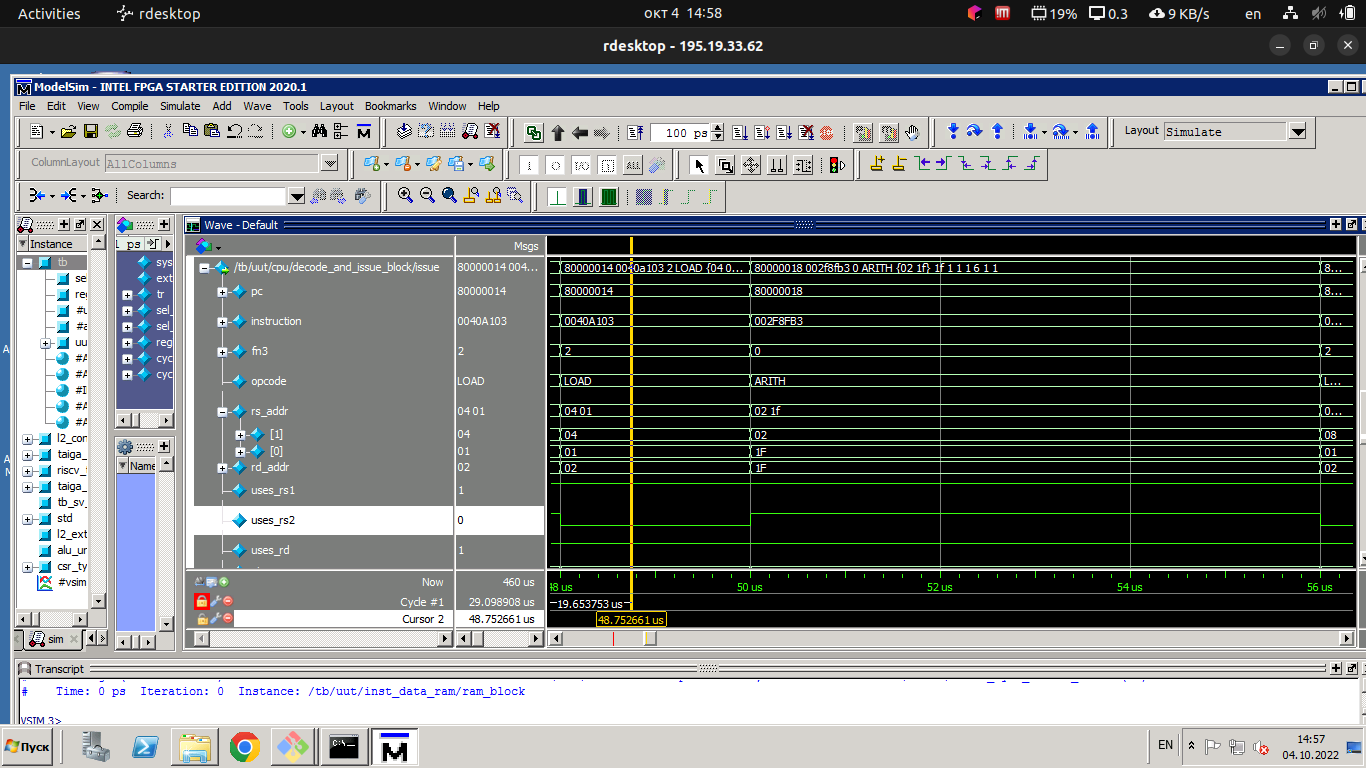 Activities rdesktop окт 4 14:58 19% 0.3 9 KB/s en
rdesktop - 195.19.33.62
ModelSim - INTEL FPGA STARTER EDITION 2020.1
File Edit View Compile Simulate Add Wave Tools Layout Bookmarks Window Help
100 ps Layout Simulate
ColumnLayout AllColumns
Search:
Wave - Default
Instance 1 ps Msgs
tb
se
reg
#u
#a
uu
#A
#A
#I
#A
#A
l2_con
taiga_
riscv_t
taiga_
tb_sv_
std
l2_ext
alu_un
csr_ty
#vsim
sim
sys
ext
tr
sel_
sel_
reg
cyc
cyc
Name
/tb/uut/cpu/decode_and_issue_block/issue 80000014 004... 80000014 0040a103 2 LOAD {04 0... 80000018 002f8fb3 0 ARITH {02 1f} 1f 1 1 1 6 1 1 8...
pc 80000014 80000014 80000018 8...
instruction 0040A103 0040A103 002F8FB3 0...
fn3 2 2 0 2
opcode LOAD LOAD ARITH L...
rs_addr 04 01 04 01 02 1f 0...
[1] 04 04 02 08
[0] 01 01 1F 01
rd_addr 02 02 1F 02
uses_rs1 1
uses_rs2 0
uses_rd 1
Now 460 us 48 us 50 us 52 us 54 us 56 us
Cycle #1 29.098908 us 19.653753 us
Cursor 2 48.752661 us 48.752661 us
Transcript
# Time: 0 ps Iteration: 0 Instance: /tb/uut/inst_data_ram/ram_block
VSIM 3>
Пуск EN 14:57
04.10.2022